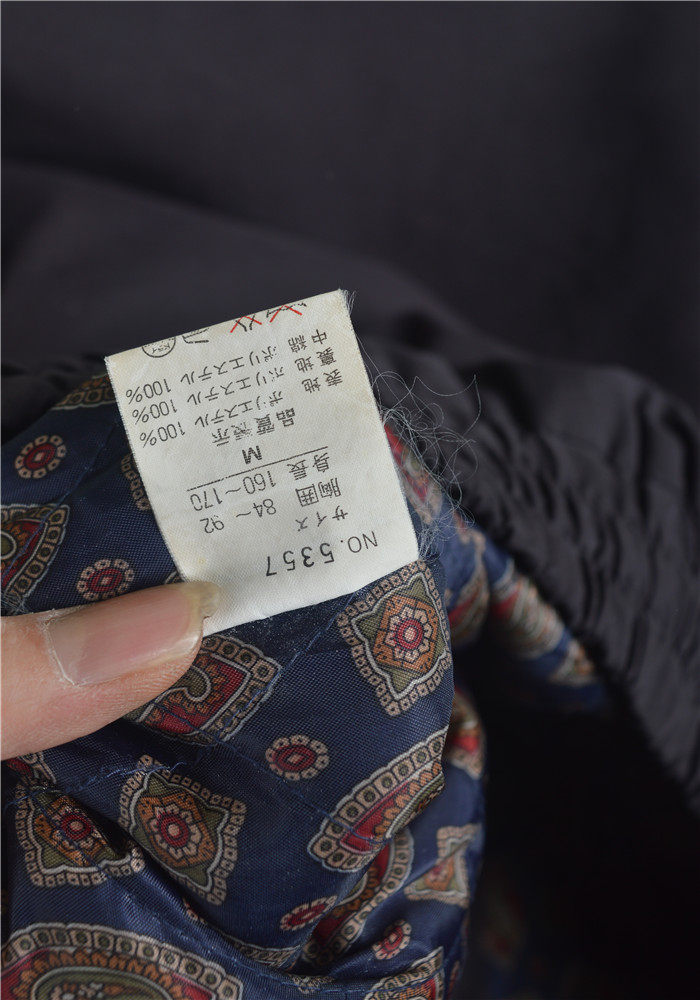 NO. 5357
サイズ
胸囲 84～92
身長 160～170
M
品質表示
表地 ポリエステル 100%
裏地 ポリエステル 100%
中綿 ポリエステル 100%